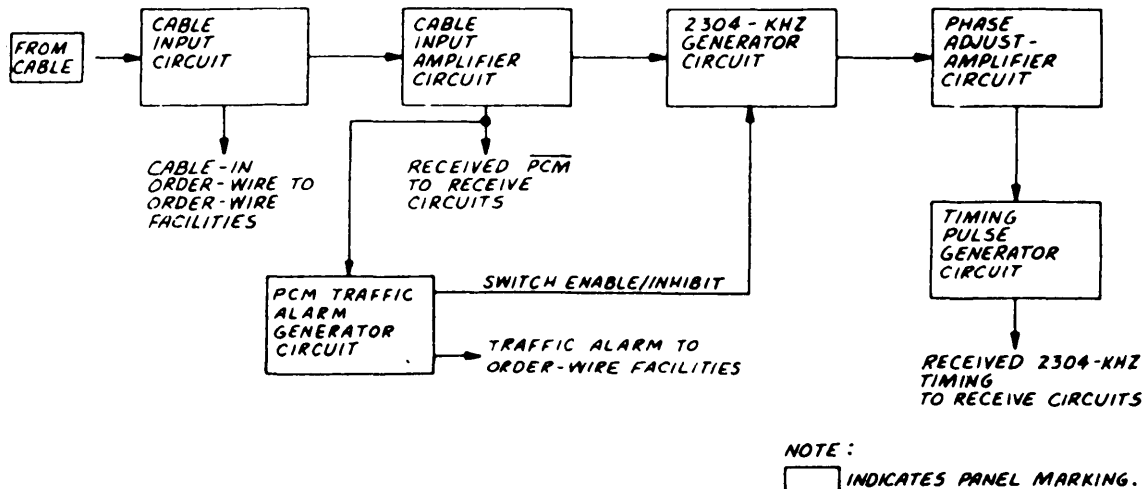 FROM
CABLE
CABLE
INPUT
CIRCUIT
CABLE
INPUT
AMPLIFIER
CIRCUIT
2304-KHZ
GENERATOR
CIRCUIT
PHASE
ADJUST-
AMPLIFIER
CIRCUIT
CABLE-IN
ORDER-WIRE TO
ORDER-WIRE
FACILITIES
RECEIVED PCM
TO RECEIVE
CIRCUITS
TIMING
PULSE
GENERATOR
CIRCUIT
PCM TRAFFIC
ALARM
GENERATOR
CIRCUIT
SWITCH ENABLE/INHIBIT
TRAFFIC ALARM TO
ORDER-WIRE FACILITIES
RECEIVED 2304-KHZ
TIMING
TO RECEIVE CIRCUITS
NOTE:
INDICATES PANEL MARKING.